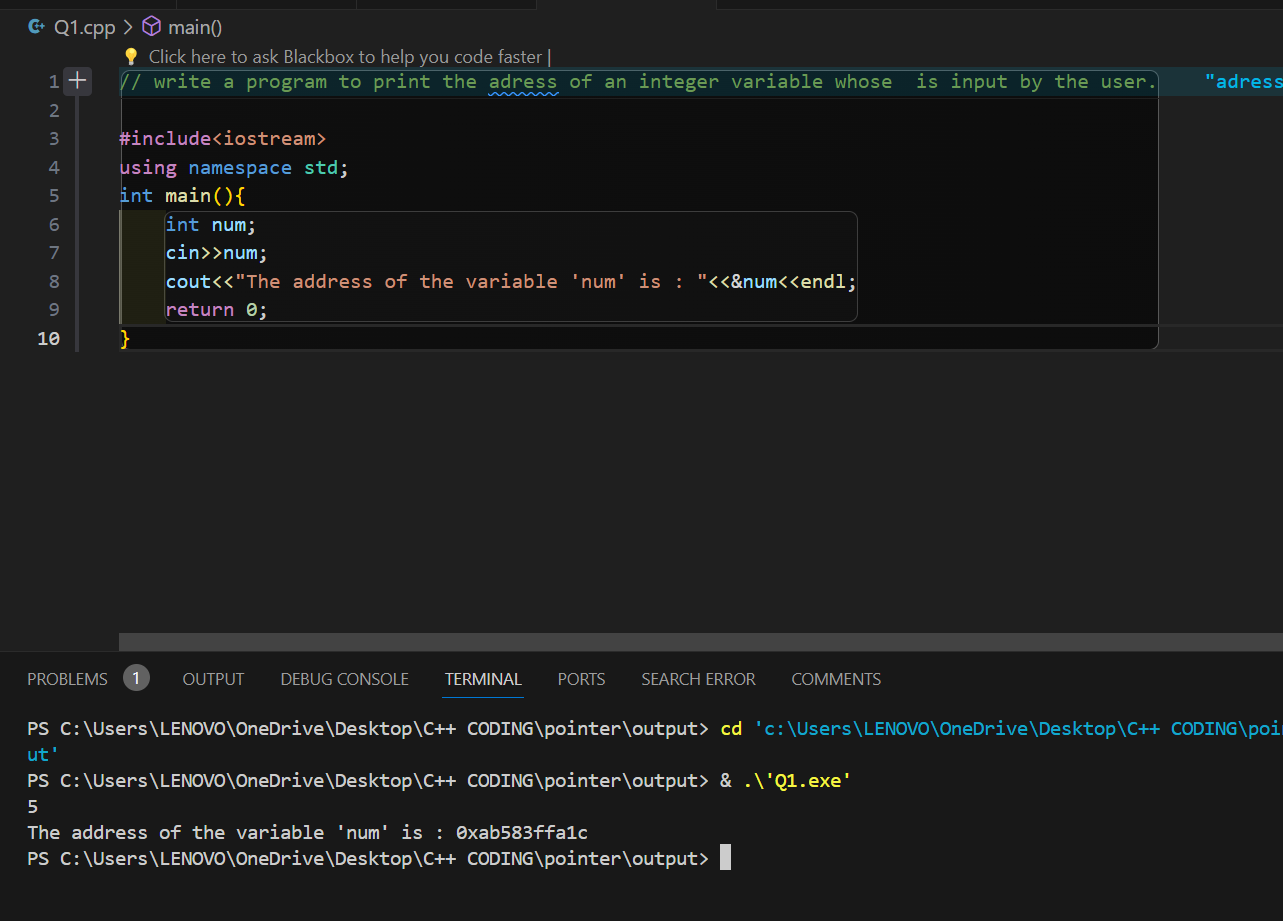 Q1.cpp > main()
Click here to ask Blackbox to help you code faster |
1 + // write a program to print the adress of an integer variable whose  is input by the user. "adress
2
3 #include<iostream>
4 using namespace std;
5 int main(){
6     int num;
7     cin>>num;
8     cout<<"The address of the variable 'num' is : "<<&num<<endl;
9     return 0;
10 }
PROBLEMS 1 OUTPUT DEBUG CONSOLE TERMINAL PORTS SEARCH ERROR COMMENTS
PS C:\Users\LENOVO\OneDrive\Desktop\C++ CODING\pointer\output> cd 'c:\Users\LENOVO\OneDrive\Desktop\C++ CODING\poi
ut'
PS C:\Users\LENOVO\OneDrive\Desktop\C++ CODING\pointer\output> & .\'Q1.exe'
5
The address of the variable 'num' is : 0xab583ffa1c
PS C:\Users\LENOVO\OneDrive\Desktop\C++ CODING\pointer\output>